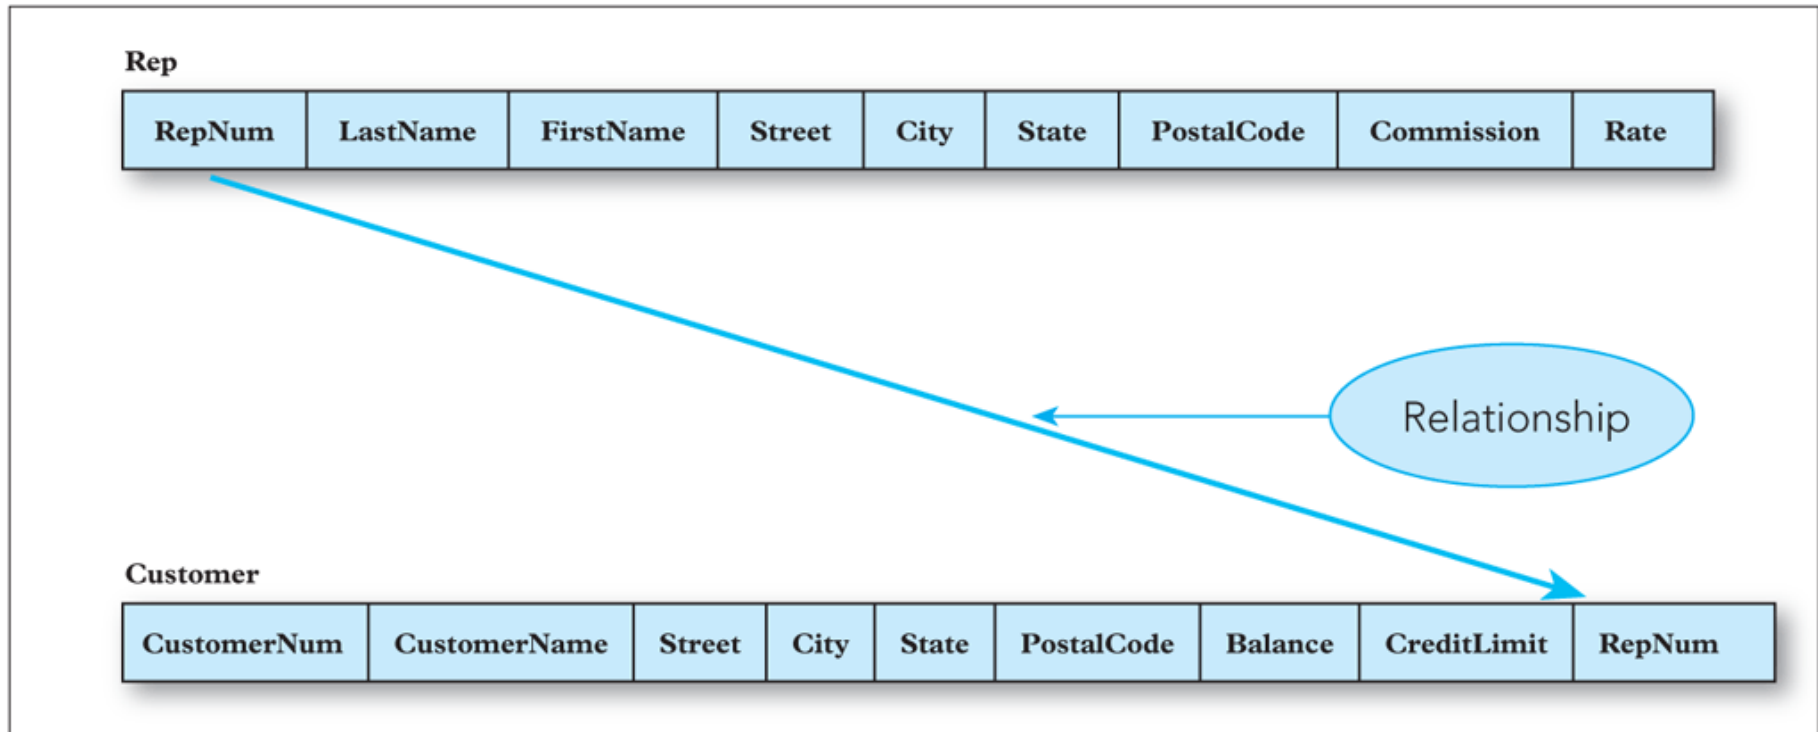 Rep
RepNum LastName FirstName Street City State PostalCode Commission Rate
Relationship
Customer
CustomerNum CustomerName Street City State PostalCode Balance CreditLimit RepNum